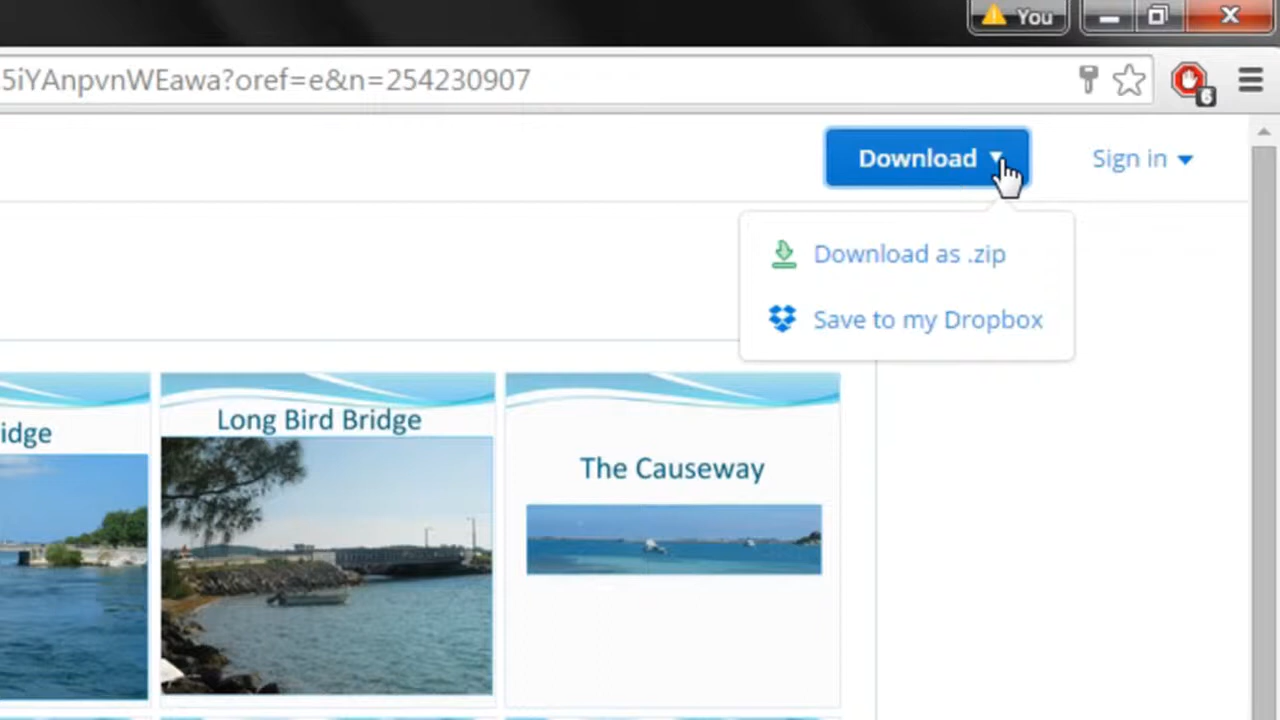 You
5iYAnpvnWEawa?oref=e&n=254230907
6
Download
Sign in
Download as .zip
Save to my Dropbox
idge
Long Bird Bridge
The Causeway